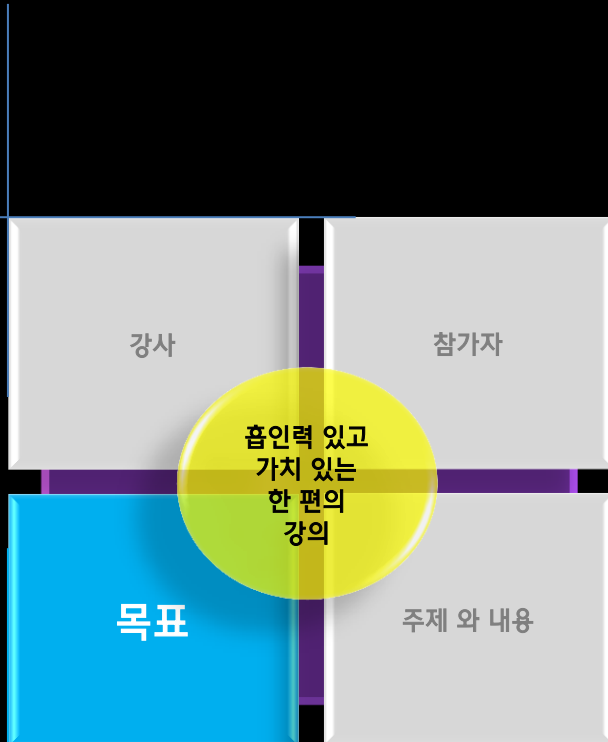 강사
참가자
흡인력 있고
가치 있는
한 편의
강의
목표
주제 와 내용